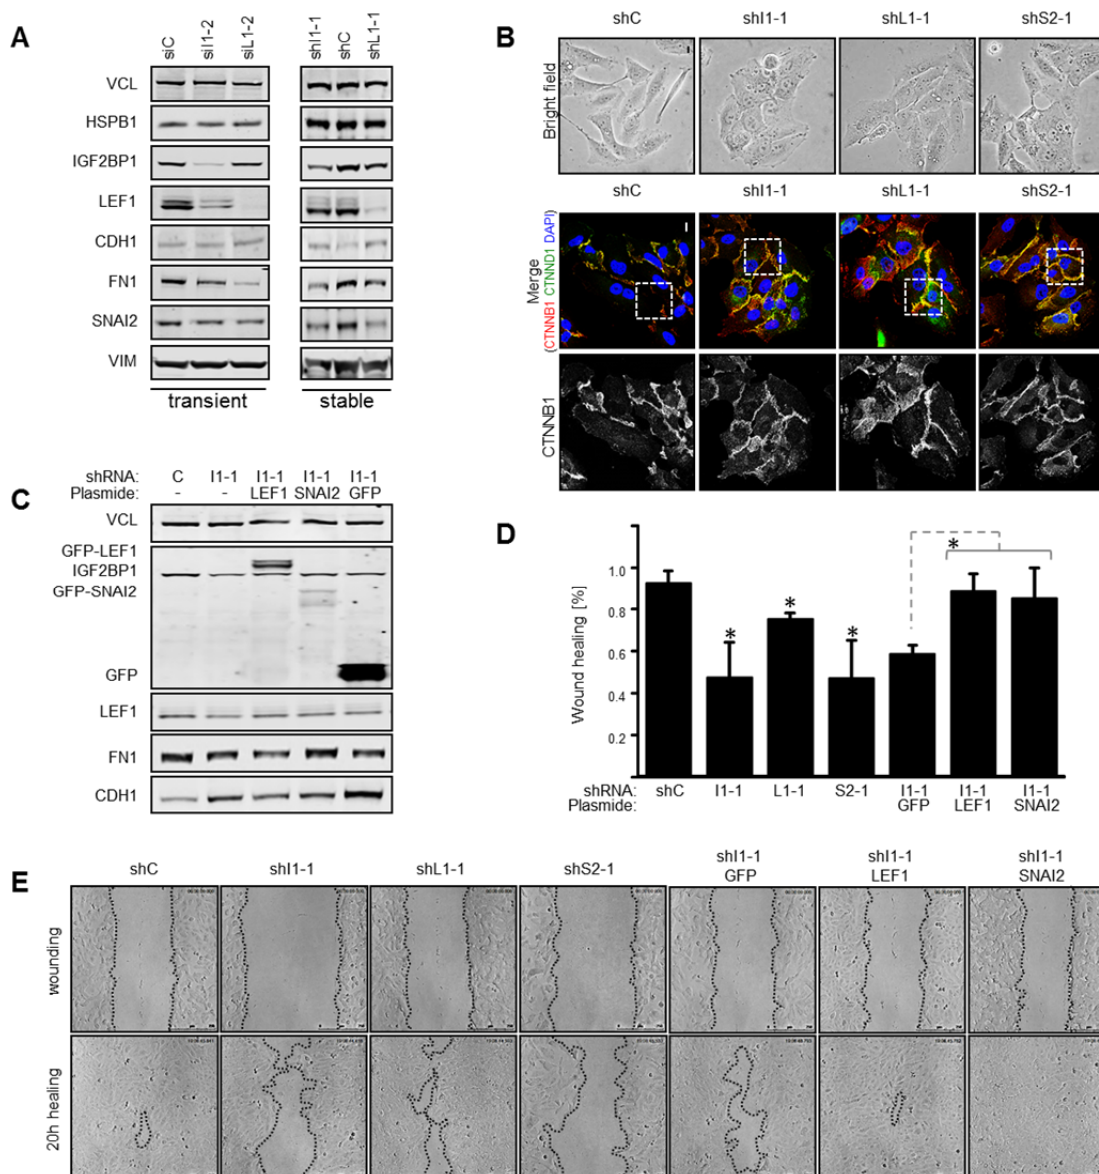 A
siC siI1-2 siL1-2 shI1-1 shC shL1-1
VCL
HSPB1
IGF2BP1
LEF1
CDH1
FN1
SNAI2
VIM
transient stable
B
shC shI1-1 shL1-1 shS2-1
Bright field
shC shI1-1 shL1-1 shS2-1
Merge
(CTNNB1 CTNND1 DAPI)
CTNNB1
C
shRNA: C I1-1 I1-1 I1-1 I1-1
Plasmide: - - LEF1 SNAI2 GFP
VCL
GFP-LEF1
IGF2BP1
GFP-SNAI2
GFP
LEF1
FN1
CDH1
D
Wound healing [%]
1.0
0.8
0.6
0.4
0.2
* * * *
shRNA: shC I1-1 L1-1 S2-1 I1-1 I1-1 I1-1
Plasmide: GFP LEF1 SNAI2
E
shC shI1-1 shL1-1 shS2-1 shI1-1 shI1-1 shI1-1
GFP LEF1 SNAI2
wounding
20h healing